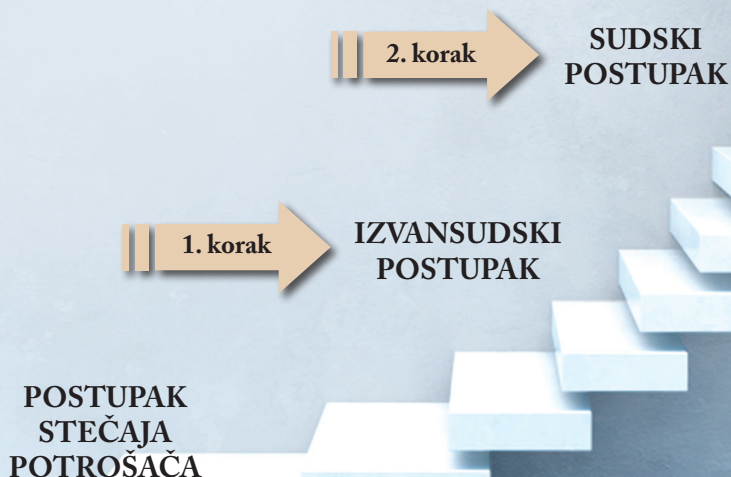 2. korak
SUDSKI
POSTUPAK
1. korak
IZVANSUDSKI
POSTUPAK
POSTUPAK
STEČAJA
POTROŠAČA